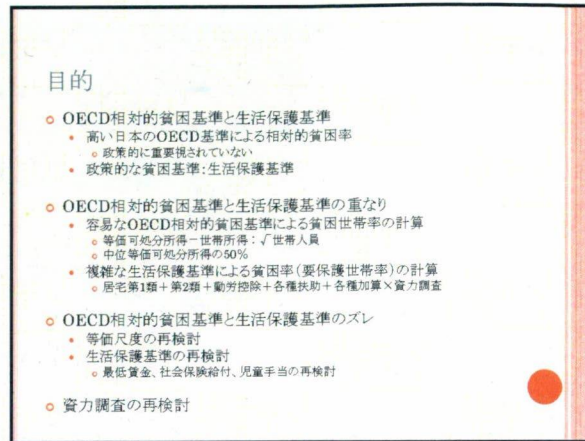 目的
OECD相対的貧困基準と生活保護基準
高い日本のOECD基準による相対的貧困率
政策的に重要視されていない
政策的な貧困基準:生活保護基準
OECD相対的貧困基準と生活保護基準の重なり
容易なOECD相対的貧困基準による貧困世帯率の計算
等価可処分所得−世帯所得:√世帯人員
中位等価可処分所得の50%
複雑な生活保護基準による貧困率(要保護世帯率)の計算
居宅第1類+第2類+勤労控除+各種扶助+各種加算×資力調査
OECD相対的貧困基準と生活保護基準のズレ
等価尺度の再検討
生活保護基準の再検討
最低賃金、社会保険給付、児童手当の再検討
資力調査の再検討